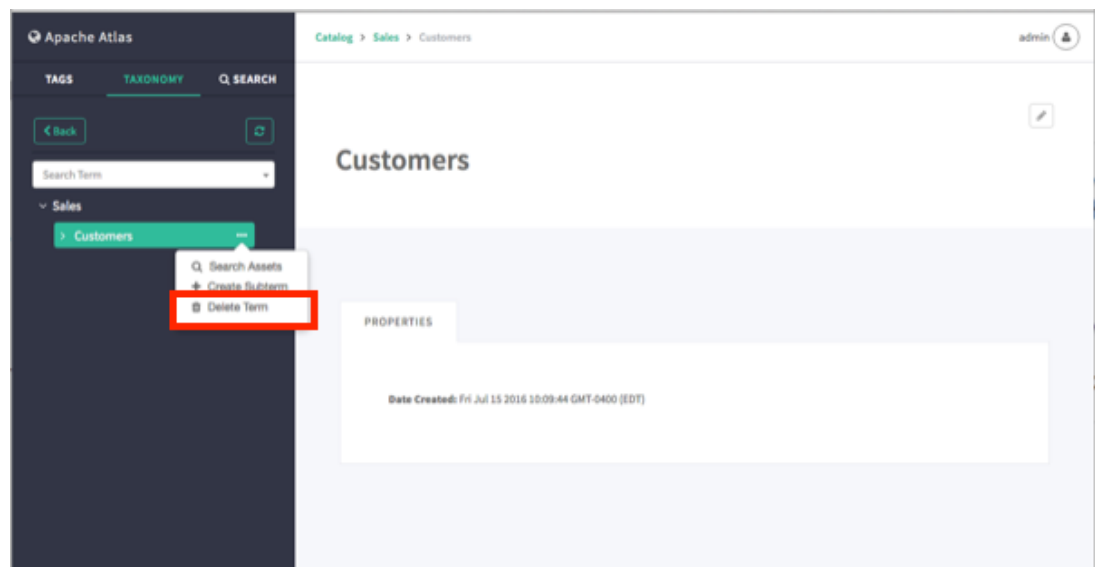 Apache Atlas
Catalog > Sales > Customers
admin
TAGS TAXONOMY SEARCH
Back
Search Term
Customers
Sales
Customers
Search Assets
Create Subterm
Delete Term
PROPERTIES
Date Created: Fri Jul 15 2016 10:09:44 GMT-0400 (EDT)